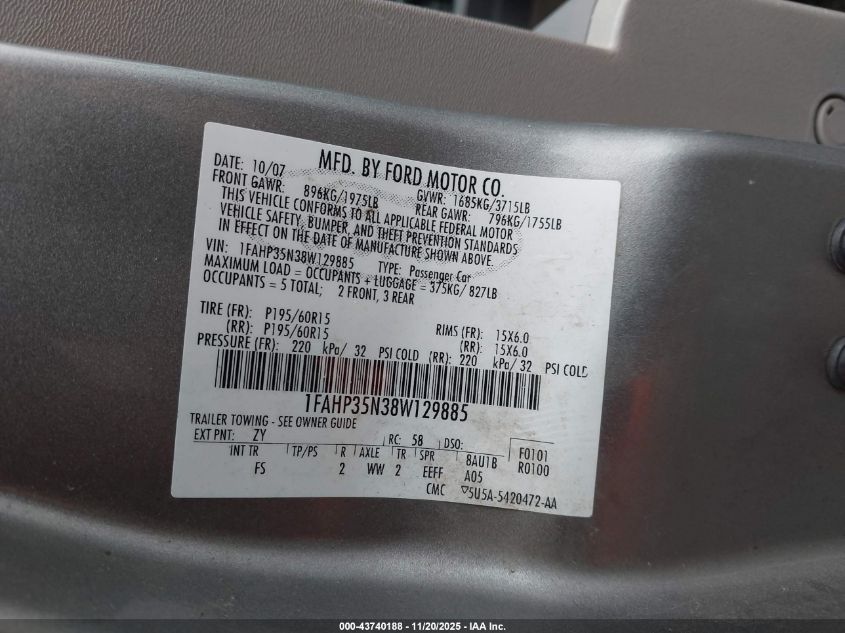 MFD. BY FORD MOTOR CO.
DATE: 10/07 GVWR: 1685KG/3715LB
FRONT GAWR: 896KG/1975LB REAR GAWR: 796KG/1755LB
THIS VEHICLE CONFORMS TO ALL APPLICABLE FEDERAL MOTOR
VEHICLE SAFETY, BUMPER, AND THEFT PREVENTION STANDARDS
IN EFFECT ON THE DATE OF MANUFACTURE SHOWN ABOVE.
VIN: 1FAHP35N38W129885 TYPE: Passenger Car
MAXIMUM LOAD = OCCUPANTS + LUGGAGE = 375KG/ 827LB
OCCUPANTS = 5 TOTAL; 2 FRONT, 3 REAR
TIRE (FR): P195/60R15 RIMS (FR): 15X6.0
(RR): P195/60R15 (RR): 15X6.0
PRESSURE (FR): 220 kPa/ 32 PSI COLD (RR): 220 kPa/ 32 PSI COLD
1FAHP35N38W129885
TRAILER TOWING - SEE OWNER GUIDE
EXT PNT: ZY RC: 58 DSO: F0101
INT TR TP/PS R AXLE TR SPR 8AU1B R0100
FS 2 WW 2 EEFF A05
CMC ▽5U5A-5420472-AA
000-43740188 - 11/20/2025 - IAA Inc.